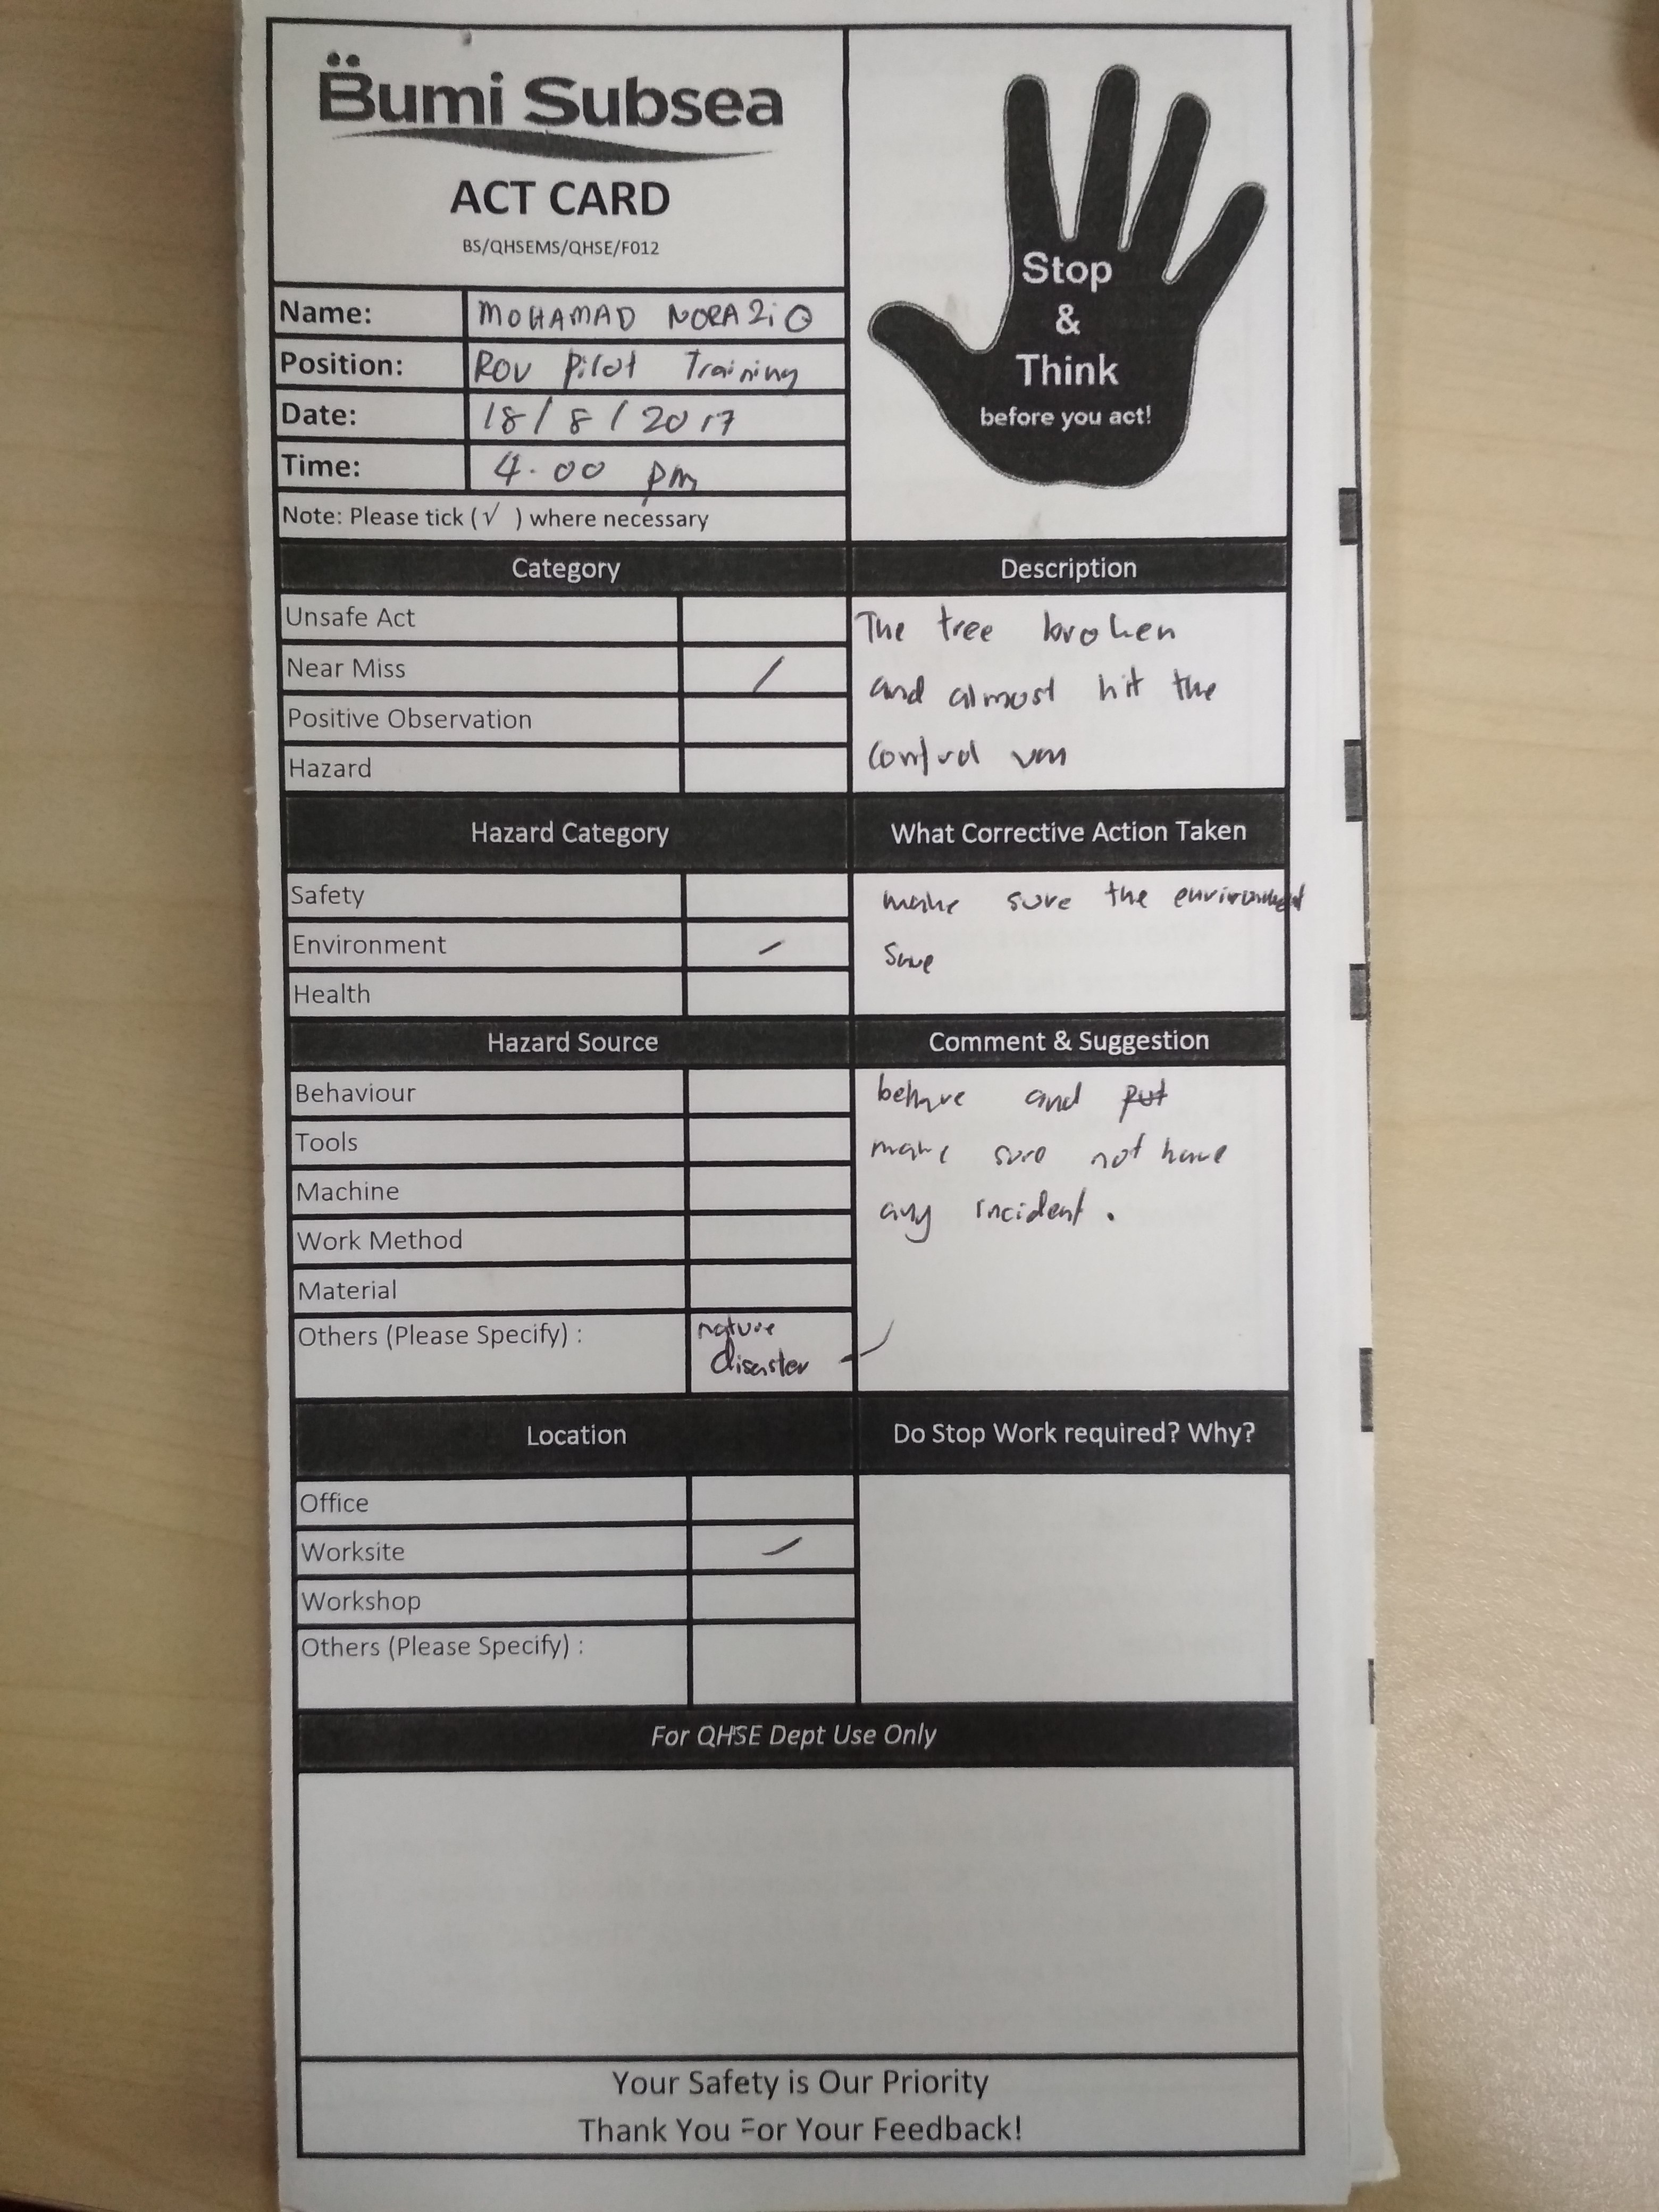 Bumi Subsea
ACT CARD
BS/QHSEMS/QHSE/F012
Stop
&
Think
before you act!
Name: MOHAMAD NORAZIQ
Position: ROV Pilot Training
Date: 18/8/2017
Time: 4.00 pm
Note: Please tick (√ ) where necessary
Category
Unsafe Act
Near Miss /
Positive Observation
Hazard
Description
The tree broken
and almost hit the
control van
Hazard Category
Safety
Environment /
Health
What Corrective Action Taken
make sure the environment
Hazard Source
Behaviour
Tools
Machine
Work Method
Material
Others (Please Specify) : nature
disaster
Comment & Suggestion
behave and put
make sure not have
any incident.
Location
Office
Worksite /
Workshop
Others (Please Specify) :
Do Stop Work required? Why?
For QHSE Dept Use Only
Your Safety is Our Priority
Thank You For Your Feedback!